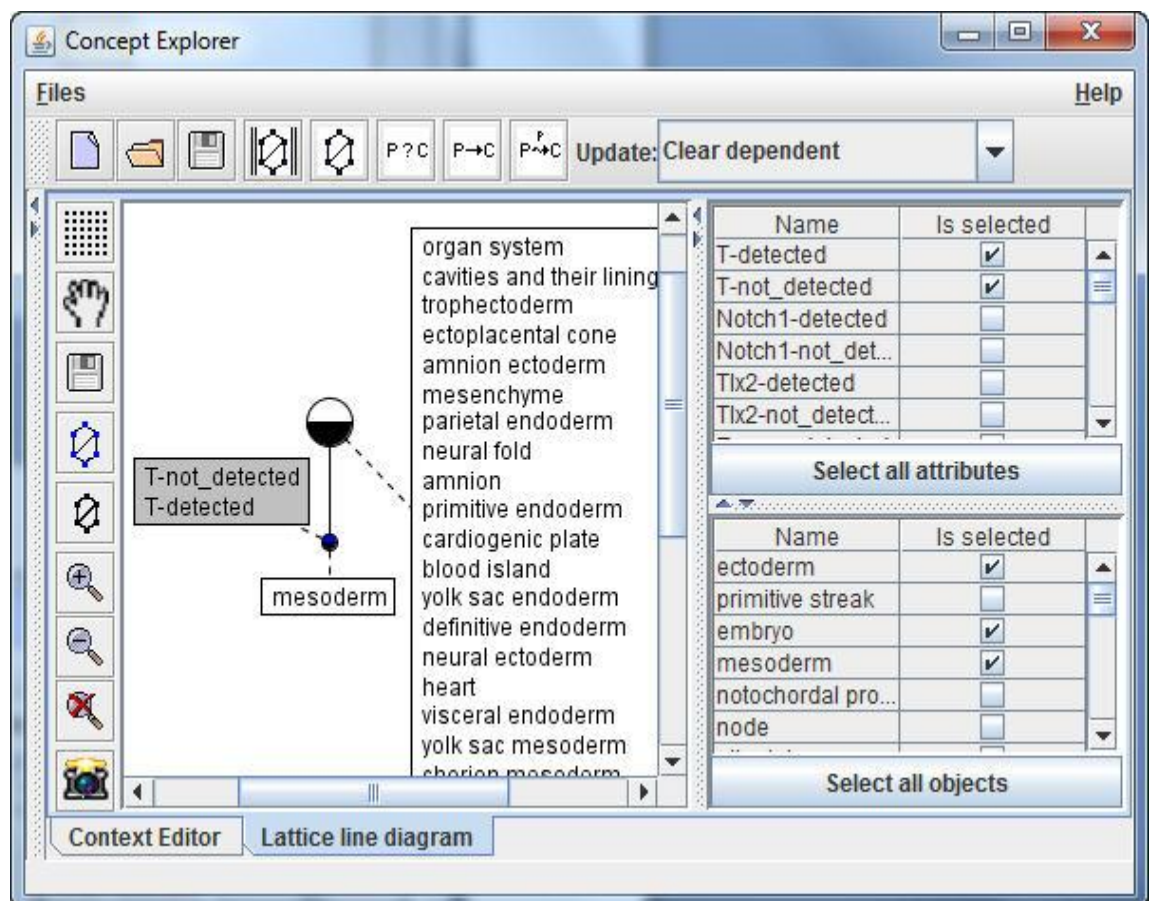 Concept Explorer
Files
Help
P?C
P→C
P
P↝C
Update: Clear dependent
organ system
cavities and their lining
trophectoderm
ectoplacental cone
amnion ectoderm
mesenchyme
parietal endoderm
neural fold
amnion
primitive endoderm
cardiogenic plate
blood island
yolk sac endoderm
definitive endoderm
neural ectoderm
heart
visceral endoderm
yolk sac mesoderm
chorion mesoderm
T-not_detected
T-detected
mesoderm
Name Is selected
T-detected
T-not_detected
Notch1-detected
Notch1-not_det...
Tlx2-detected
Tlx2-not_detect...
Select all attributes
Name Is selected
ectoderm
primitive streak
embryo
mesoderm
notochordal pro...
node
Select all objects
Context Editor Lattice line diagram